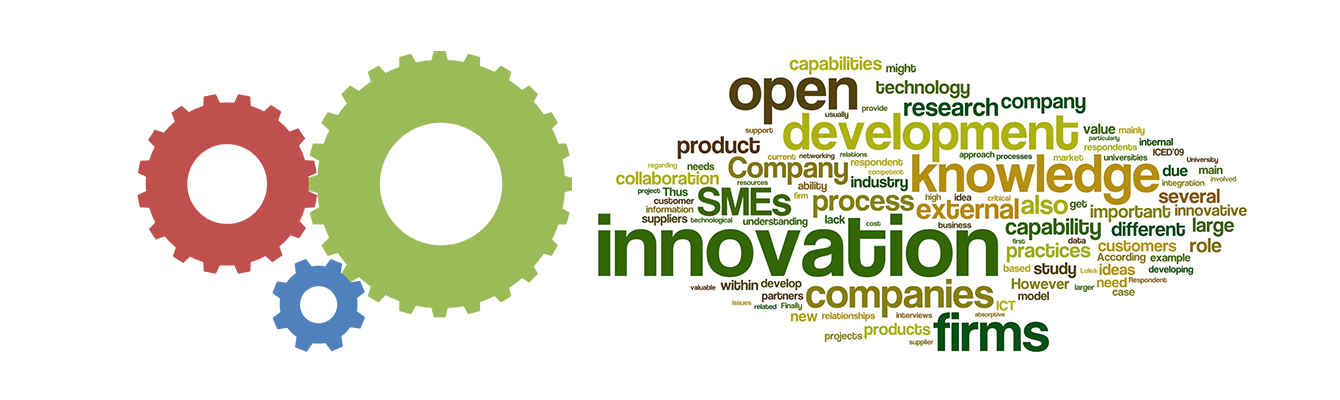 capabilities might
open technology
usually provide research company
support development value mainly
product particularly internal
respondents ICED'09
current networking relations approach processes market universities University
regarding needs Company respondent knowledge due main
collaboration resources competent integration involved
project Thus ability industry
customer SMEs firm process high idea critical also get several
information external important innovative
suppliers technological understanding lack cost business capability different large
innovation first data practices customers role
According example
based study Luleå ideas developing
valuable within develop However larger need Respondent
partners companies ICT model case
issues related Finally
new relationships interviews absorptive
projects products firms
supplier